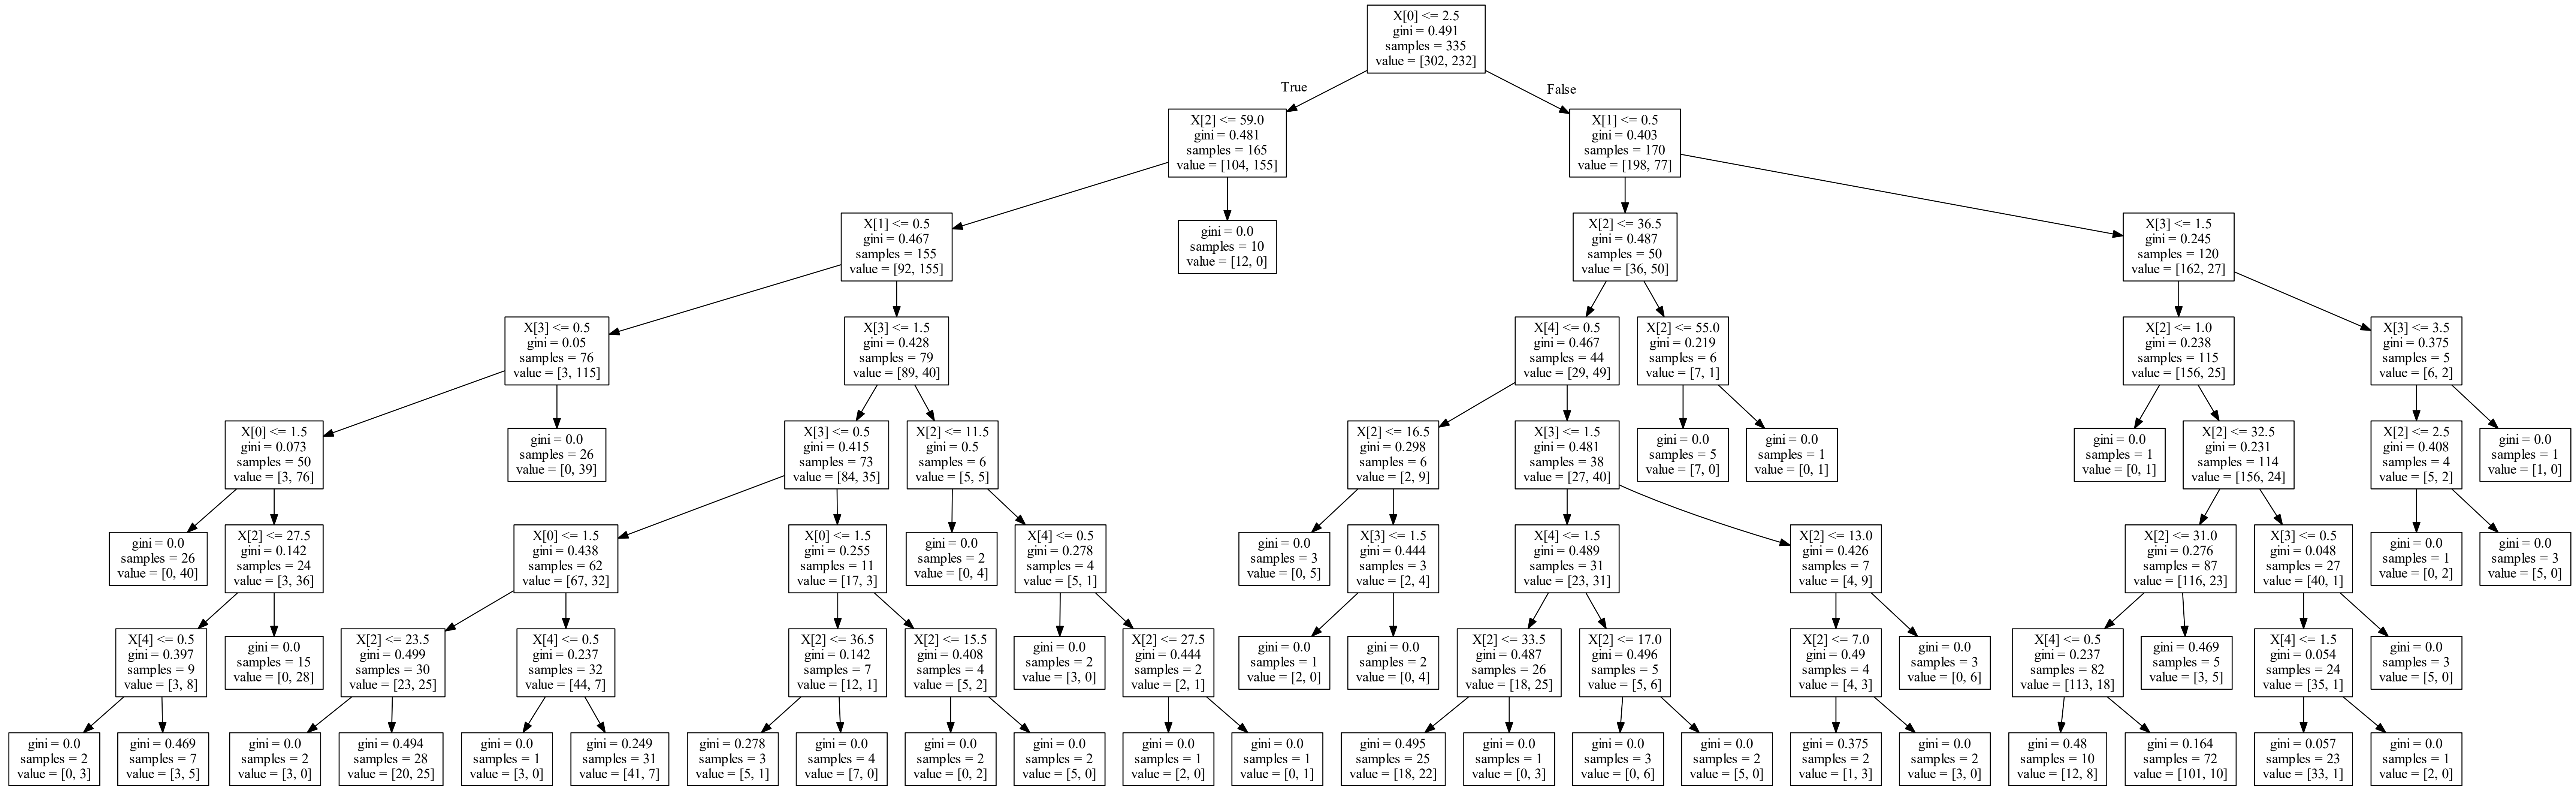 X[0] <= 2.5
gini = 0.491
samples = 335
value = [302, 232]
True
False
X[2] <= 59.0
gini = 0.481
samples = 165
value = [104, 155]
X[1] <= 0.5
gini = 0.403
samples = 170
value = [198, 77]
X[1] <= 0.5
gini = 0.467
samples = 155
value = [92, 155]
gini = 0.0
samples = 10
value = [12, 0]
X[2] <= 36.5
gini = 0.487
samples = 50
value = [36, 50]
X[3] <= 1.5
gini = 0.245
samples = 120
value = [162, 27]
X[3] <= 0.5
gini = 0.05
samples = 76
value = [3, 115]
X[3] <= 1.5
gini = 0.428
samples = 79
value = [89, 40]
X[4] <= 0.5
gini = 0.467
samples = 44
value = [29, 49]
X[2] <= 55.0
gini = 0.219
samples = 6
value = [7, 1]
X[2] <= 1.0
gini = 0.238
samples = 115
value = [156, 25]
X[3] <= 3.5
gini = 0.375
samples = 5
value = [6, 2]
X[0] <= 1.5
gini = 0.073
samples = 50
value = [3, 76]
gini = 0.0
samples = 26
value = [0, 39]
X[3] <= 0.5
gini = 0.415
samples = 73
value = [84, 35]
X[2] <= 11.5
gini = 0.5
samples = 6
value = [5, 5]
X[2] <= 16.5
gini = 0.298
samples = 6
value = [2, 9]
X[3] <= 1.5
gini = 0.481
samples = 38
value = [27, 40]
gini = 0.0
samples = 5
value = [7, 0]
gini = 0.0
samples = 1
value = [0, 1]
gini = 0.0
samples = 1
value = [0, 1]
X[2] <= 32.5
gini = 0.231
samples = 114
value = [156, 24]
X[2] <= 2.5
gini = 0.408
samples = 4
value = [5, 2]
gini = 0.0
samples = 1
value = [1, 0]
gini = 0.0
samples = 26
value = [0, 40]
X[2] <= 27.5
gini = 0.142
samples = 24
value = [3, 36]
X[0] <= 1.5
gini = 0.438
samples = 62
value = [67, 32]
X[0] <= 1.5
gini = 0.255
samples = 11
value = [17, 3]
gini = 0.0
samples = 2
value = [0, 4]
X[4] <= 0.5
gini = 0.278
samples = 4
value = [5, 1]
gini = 0.0
samples = 3
value = [0, 5]
X[3] <= 1.5
gini = 0.444
samples = 3
value = [2, 4]
X[4] <= 1.5
gini = 0.489
samples = 31
value = [23, 31]
X[2] <= 13.0
gini = 0.426
samples = 7
value = [4, 9]
X[2] <= 31.0
gini = 0.276
samples = 87
value = [116, 23]
X[3] <= 0.5
gini = 0.048
samples = 27
value = [40, 1]
gini = 0.0
samples = 1
value = [0, 2]
gini = 0.0
samples = 3
value = [5, 0]
X[4] <= 0.5
gini = 0.397
samples = 9
value = [3, 8]
gini = 0.0
samples = 15
value = [0, 28]
X[2] <= 23.5
gini = 0.499
samples = 30
value = [23, 25]
X[4] <= 0.5
gini = 0.237
samples = 32
value = [44, 7]
X[2] <= 36.5
gini = 0.142
samples = 7
value = [12, 1]
X[2] <= 15.5
gini = 0.408
samples = 4
value = [5, 2]
gini = 0.0
samples = 2
value = [3, 0]
X[2] <= 27.5
gini = 0.444
samples = 2
value = [2, 1]
gini = 0.0
samples = 1
value = [2, 0]
gini = 0.0
samples = 2
value = [0, 4]
X[2] <= 33.5
gini = 0.487
samples = 26
value = [18, 25]
X[2] <= 17.0
gini = 0.496
samples = 5
value = [5, 6]
X[2] <= 7.0
gini = 0.49
samples = 4
value = [4, 3]
gini = 0.0
samples = 3
value = [0, 6]
X[4] <= 0.5
gini = 0.237
samples = 82
value = [113, 18]
gini = 0.469
samples = 5
value = [3, 5]
X[4] <= 1.5
gini = 0.054
samples = 24
value = [35, 1]
gini = 0.0
samples = 3
value = [5, 0]
gini = 0.0
samples = 2
value = [0, 3]
gini = 0.469
samples = 7
value = [3, 5]
gini = 0.0
samples = 2
value = [3, 0]
gini = 0.494
samples = 28
value = [20, 25]
gini = 0.0
samples = 1
value = [3, 0]
gini = 0.249
samples = 31
value = [41, 7]
gini = 0.278
samples = 3
value = [5, 1]
gini = 0.0
samples = 4
value = [7, 0]
gini = 0.0
samples = 2
value = [0, 2]
gini = 0.0
samples = 2
value = [5, 0]
gini = 0.0
samples = 1
value = [2, 0]
gini = 0.0
samples = 1
value = [0, 1]
gini = 0.495
samples = 25
value = [18, 22]
gini = 0.0
samples = 1
value = [0, 3]
gini = 0.0
samples = 3
value = [0, 6]
gini = 0.0
samples = 2
value = [5, 0]
gini = 0.375
samples = 2
value = [1, 3]
gini = 0.0
samples = 2
value = [3, 0]
gini = 0.48
samples = 10
value = [12, 8]
gini = 0.164
samples = 72
value = [101, 10]
gini = 0.057
samples = 23
value = [33, 1]
gini = 0.0
samples = 1
value = [2, 0]